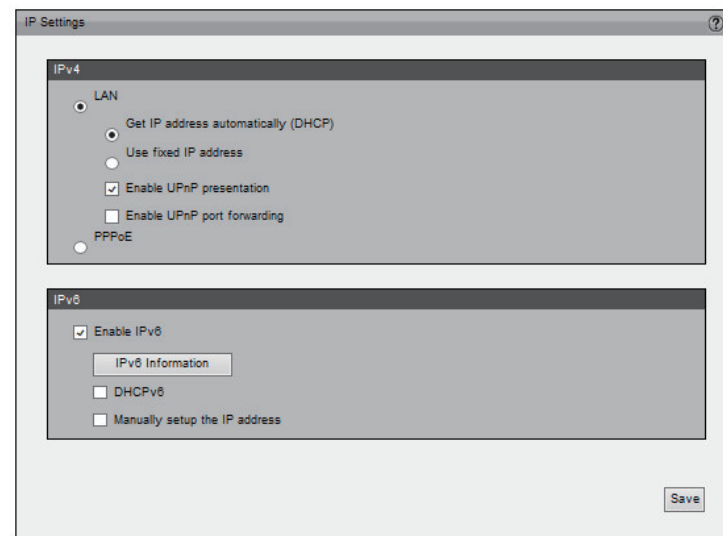 IP Settings
?
IPv4
LAN
Get IP address automatically (DHCP)
Use fixed IP address
Enable UPnP presentation
Enable UPnP port forwarding
PPPoE
IPv6
Enable IPv6
IPv6 Information
DHCPv6
Manually setup the IP address
Save